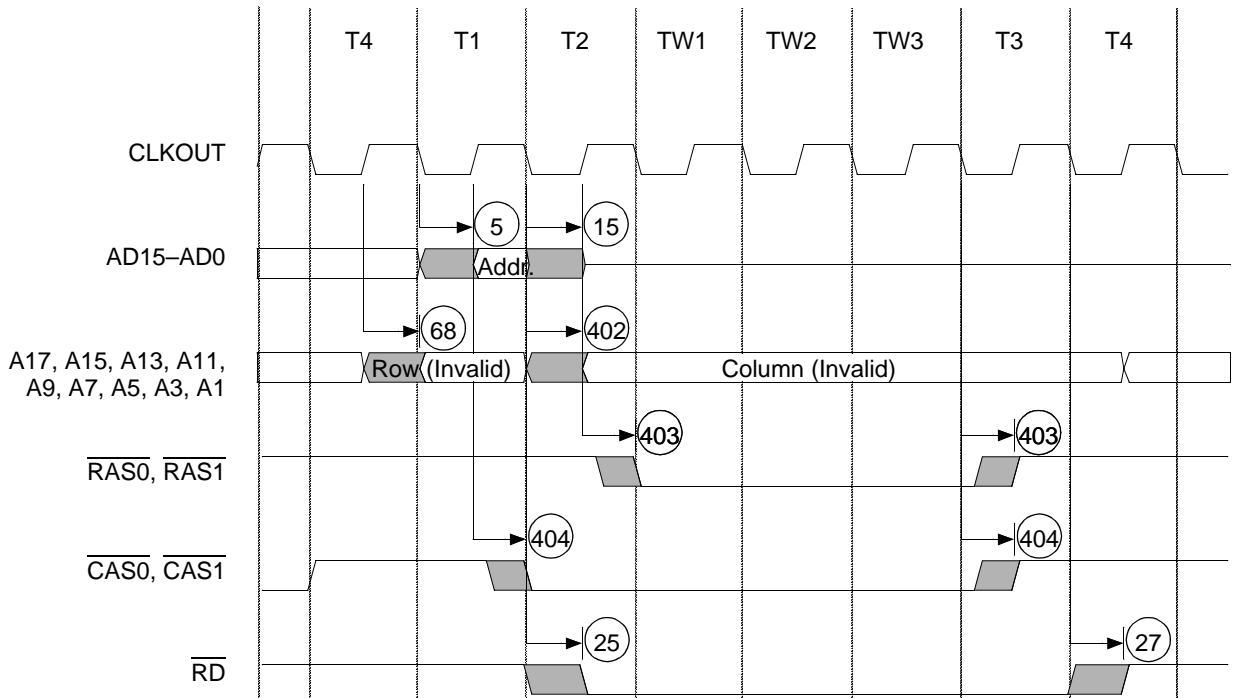 T4 T1 T2 TW1 TW2 TW3 T3 T4
CLKOUT
5 15
AD15–AD0
Addr.
68 402
A17, A15, A13, A11,
A9, A7, A5, A3, A1
Row (Invalid) Column (Invalid)
403 403
RAS0, RAS1
404 404
CAS0, CAS1
25 27
RD